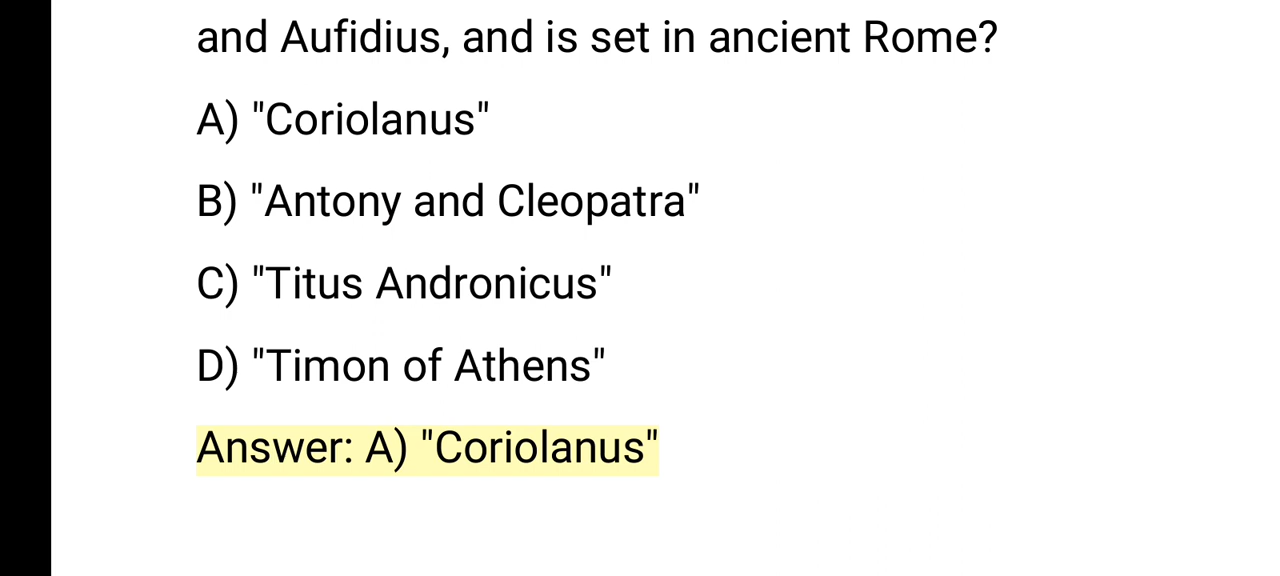 and Aufidius, and is set in ancient Rome?
A) "Coriolanus"
B) "Antony and Cleopatra"
C) "Titus Andronicus"
D) "Timon of Athens"
Answer: A) "Coriolanus"